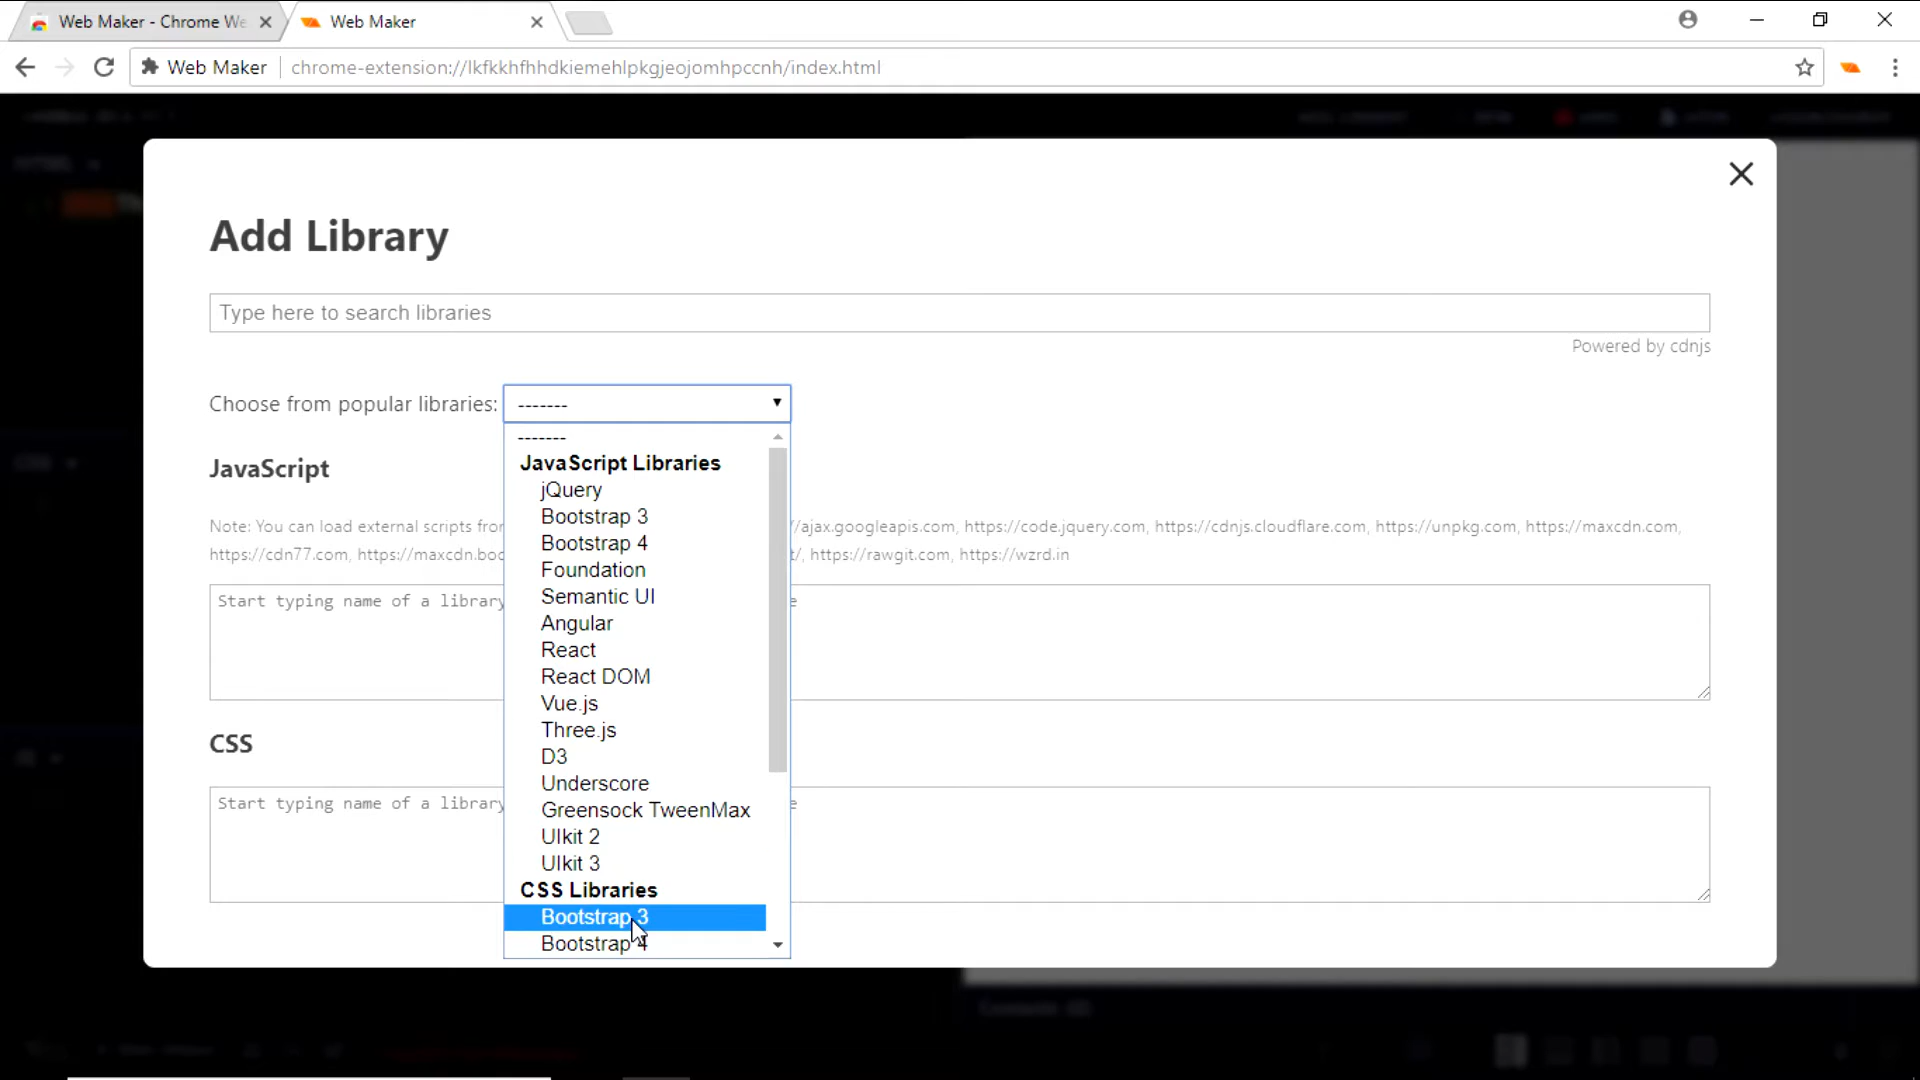 Web Maker - Chrome We
Web Maker
Web Maker
chrome-extension://lkfkkhfhhdkiemehlpkgjeojomhpccnh/index.html
Add Library
Type here to search libraries
Powered by cdnjs
Choose from popular libraries:
-------
-------
JavaScript Libraries
jQuery
Bootstrap 3
Bootstrap 4
Foundation
Semantic UI
Angular
React
React DOM
Vue.js
Three.js
D3
Underscore
Greensock TweenMax
UIkit 2
UIkit 3
CSS Libraries
Bootstrap 3
Bootstrap 4
JavaScript
Note: You can load external scripts from //ajax.googleapis.com, https://code.jquery.com, https://cdnjs.cloudflare.com, https://unpkg.com, https://maxcdn.com,
https://cdn77.com, https://maxcdn.boo t/, https://rawgit.com, https://wzrd.in
Start typing name of a library e
CSS
Start typing name of a library e